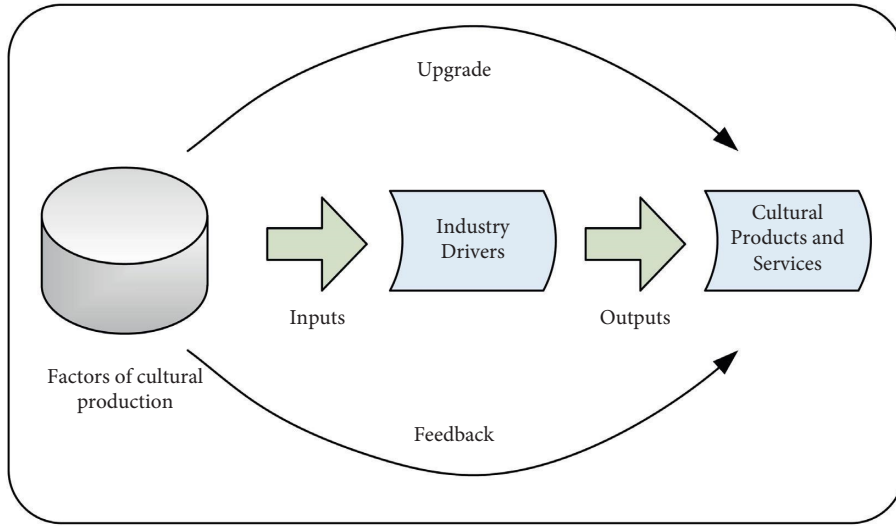 Upgrade
Industry
Drivers
Cultural
Products and
Services
Inputs
Outputs
Factors of cultural
production
Feedback